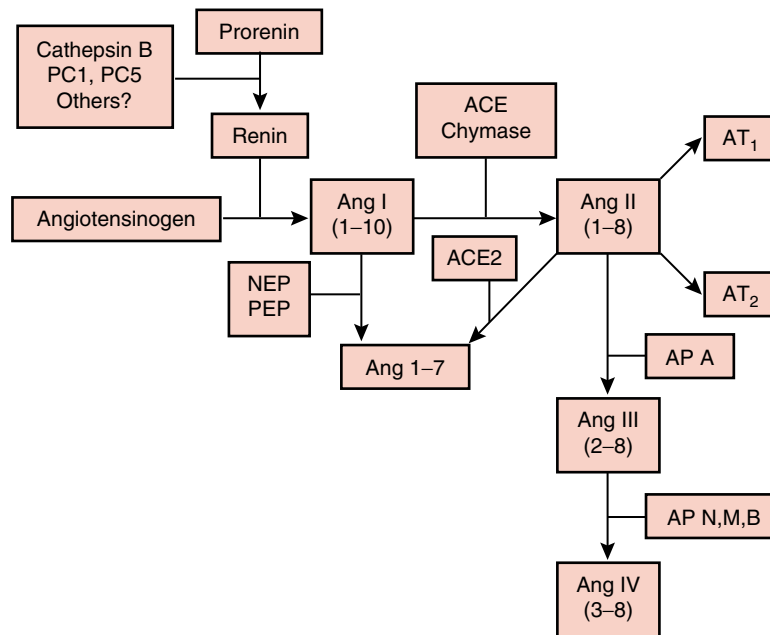 Prorenin
Cathepsin B
PC1, PC5
Others?
Renin
ACE
Chymase
AT₁
Angiotensinogen
Ang I
(1–10)
Ang II
(1–8)
ACE2
NEP
PEP
AT₂
Ang 1–7
AP A
Ang III
(2–8)
AP N,M,B
Ang IV
(3–8)